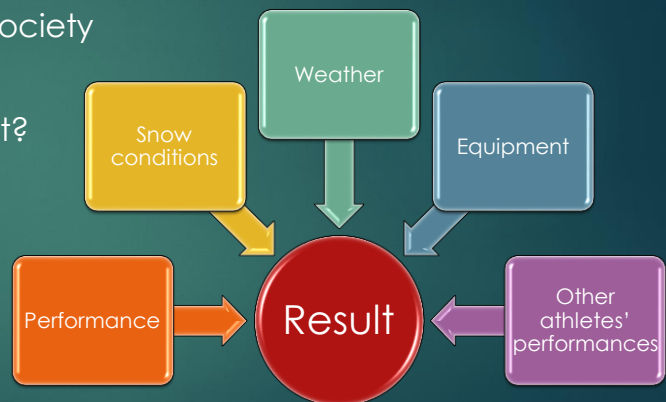 ociety
t?
Weather
Snow
conditions
Equipment
Performance
Result
Other
athletes'
performances